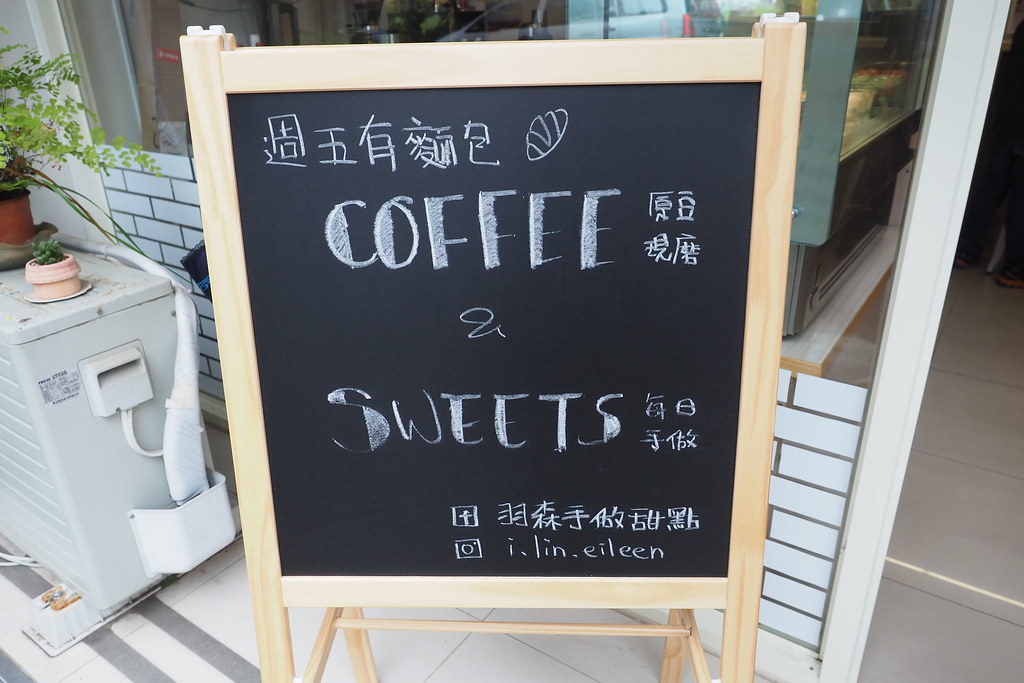 週五有麵包
COFFEE
原豆
現磨
&
SWEETS
每日
手做
羽森手做甜點
i.lin.eileen